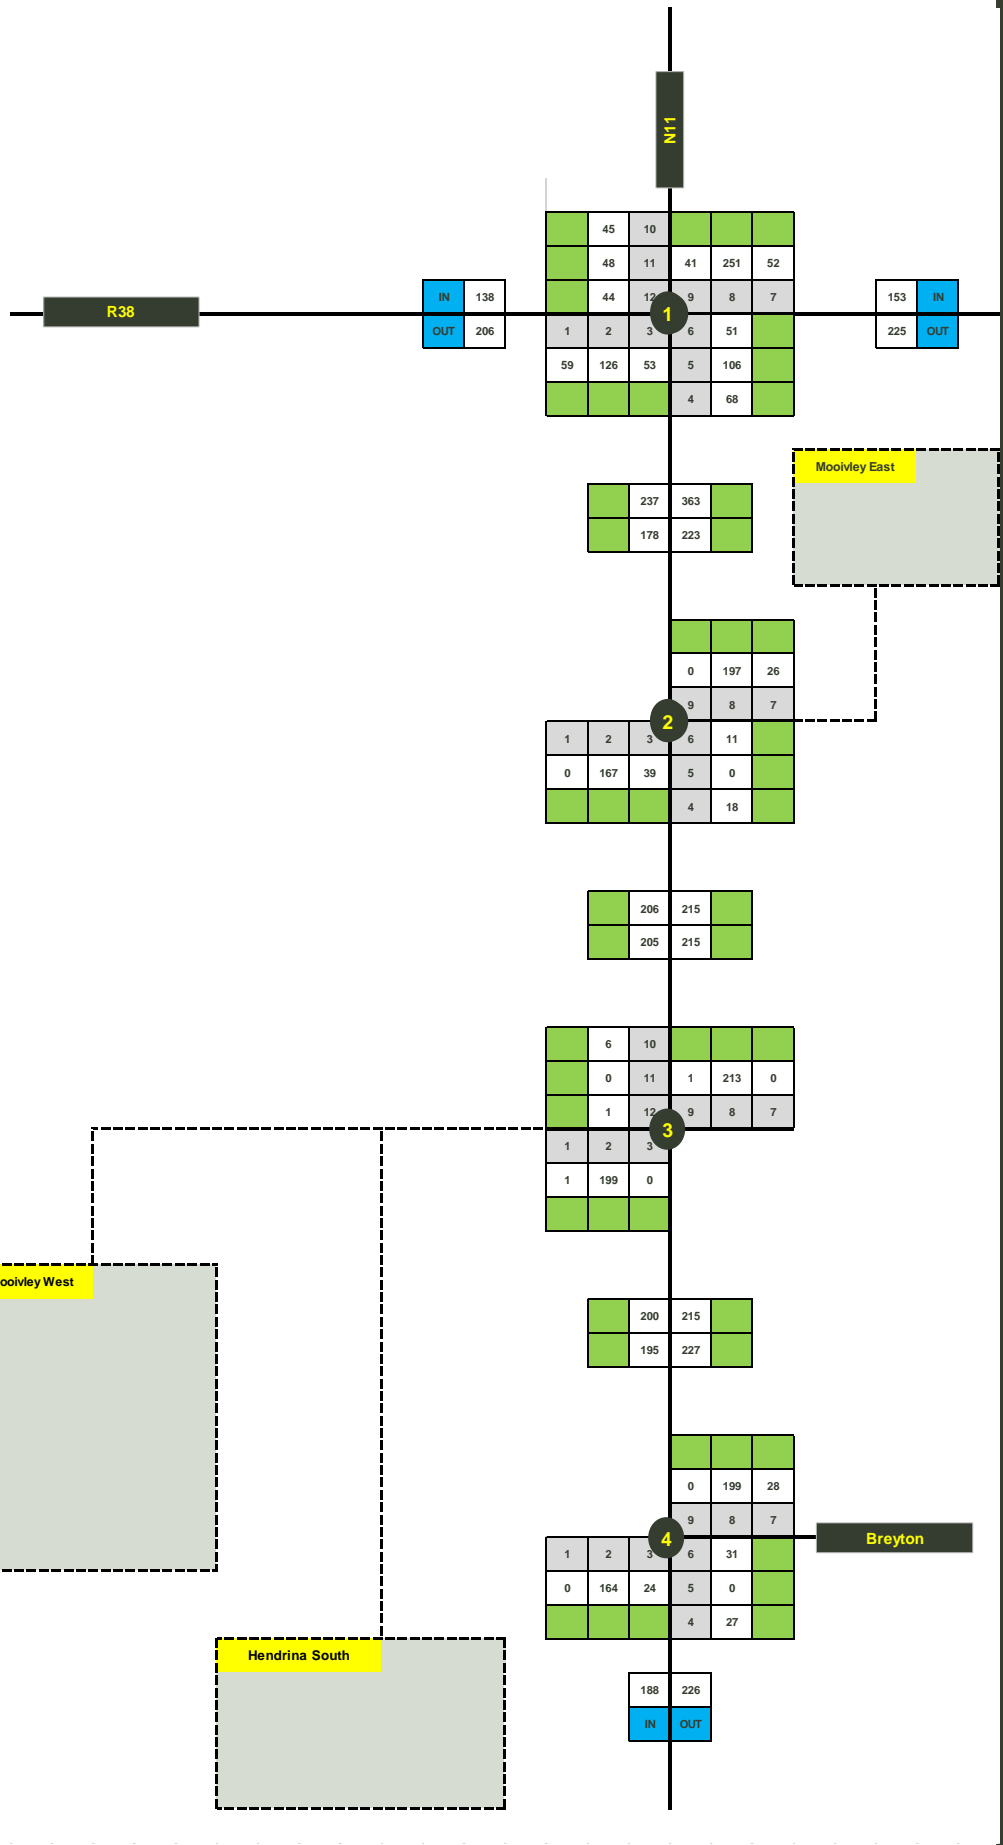 N11
45 10
48 11 41 251 52
IN 138 44 12 9 8 7 153 IN
R38
1
OUT 206 1 2 3 6 51 225 OUT
59 126 53 5 106
4 68
Mooivley East
237 363
178 223
0 197 26
9 8 7
2
1 2 3 6 11
0 167 39 5 0
4 18
206 215
205 215
6 10
0 11 1 213 0
1 12 9 8 7
3
1 2 3
1 199 0
ooivley West
200 215
195 227
0 199 28
9 8 7
4
Breyton
1 2 3 6 31
0 164 24 5 0
4 27
Hendrina South
188 226
IN OUT